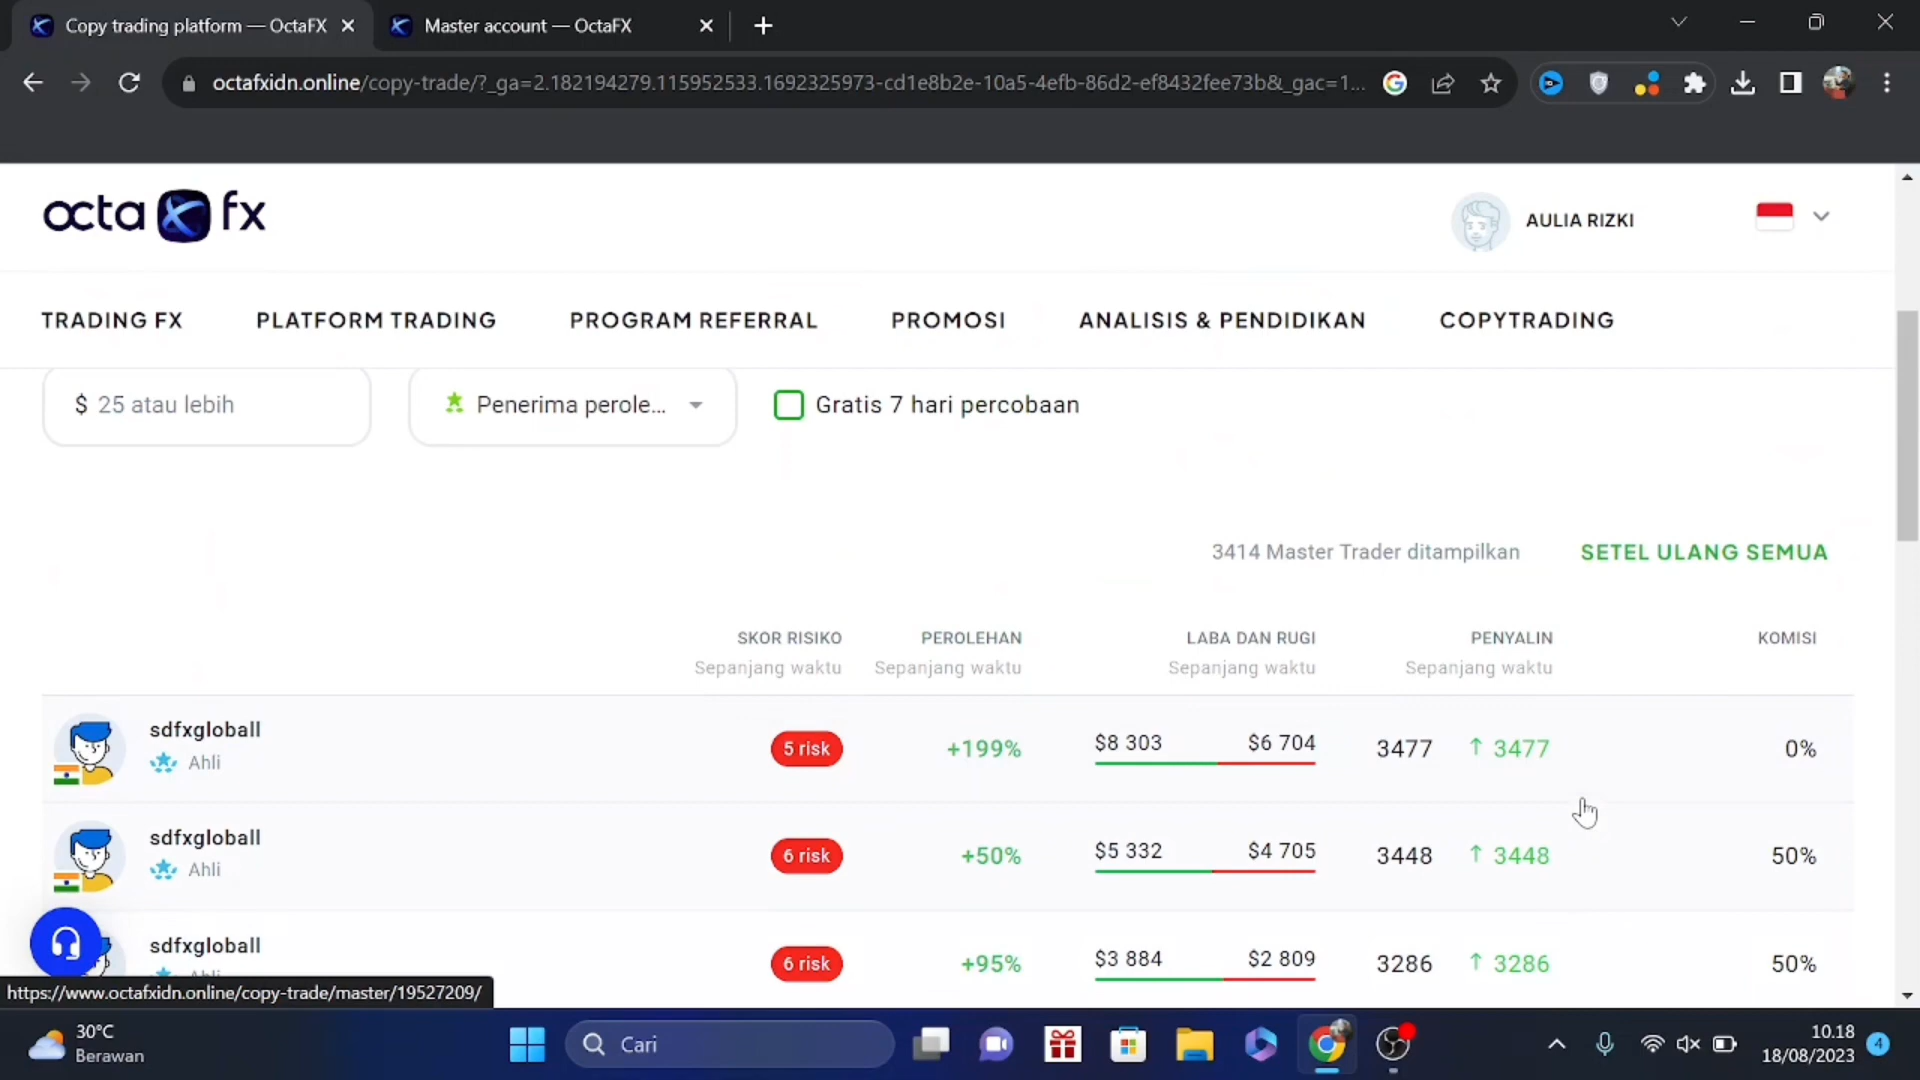 Copy trading platform — OctaFX
Master account — OctaFX
octafxidn.online/copy-trade/?_ga=2.182194279.115952533.1692325973-cd1e8b2e-10a5-4efb-86d2-ef8432fee73b&_gac=1...
octa fx
AULIA RIZKI
TRADING FX PLATFORM TRADING PROGRAM REFERRAL PROMOSI ANALISIS & PENDIDIKAN COPYTRADING
$ 25 atau lebih
Penerima perole...
Gratis 7 hari percobaan
3414 Master Trader ditampilkan SETEL ULANG SEMUA
SKOR RISIKO PEROLEHAN LABA DAN RUGI PENYALIN KOMISI
Sepanjang waktu Sepanjang waktu Sepanjang waktu Sepanjang waktu
sdfxgloball
Ahli
5 risk +199% $8 303 $6 704 3477 ↑ 3477 0%
sdfxgloball
Ahli
6 risk +50% $5 332 $4 705 3448 ↑ 3448 50%
sdfxgloball
Ahli
6 risk +95% $3 884 $2 809 3286 ↑ 3286 50%
https://www.octafxidn.online/copy-trade/master/19527209/
30°C
Berawan
Cari
10.18
18/08/2023
4